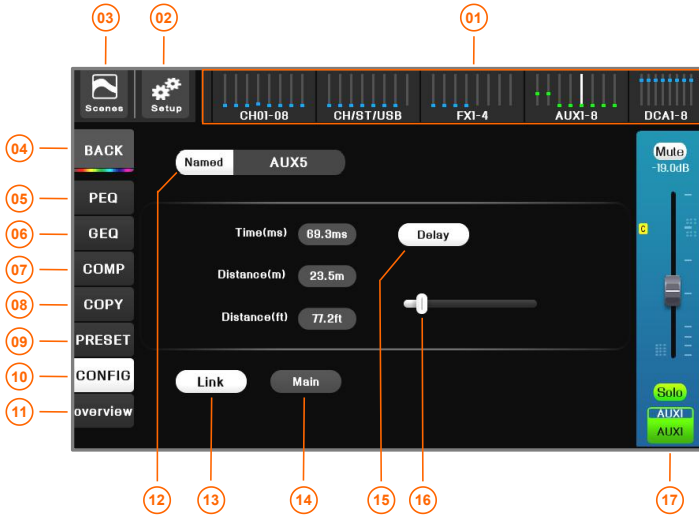 03 02 01
Scenes Setup CH01-08 CH/ST/USB FX1-4 AUX1-8 DCA1-8
04 BACK Named AUX5 Mute
-19.0dB
05 PEQ
06 GEQ Time(ms) 69.3ms Delay C
07 COMP Distance(m) 23.5m
08 COPY Distance(ft) 77.2ft
09 PRESET
10 CONFIG Link Main Solo
11 overview AUX1
AUX1
12 13 14 15 16 17